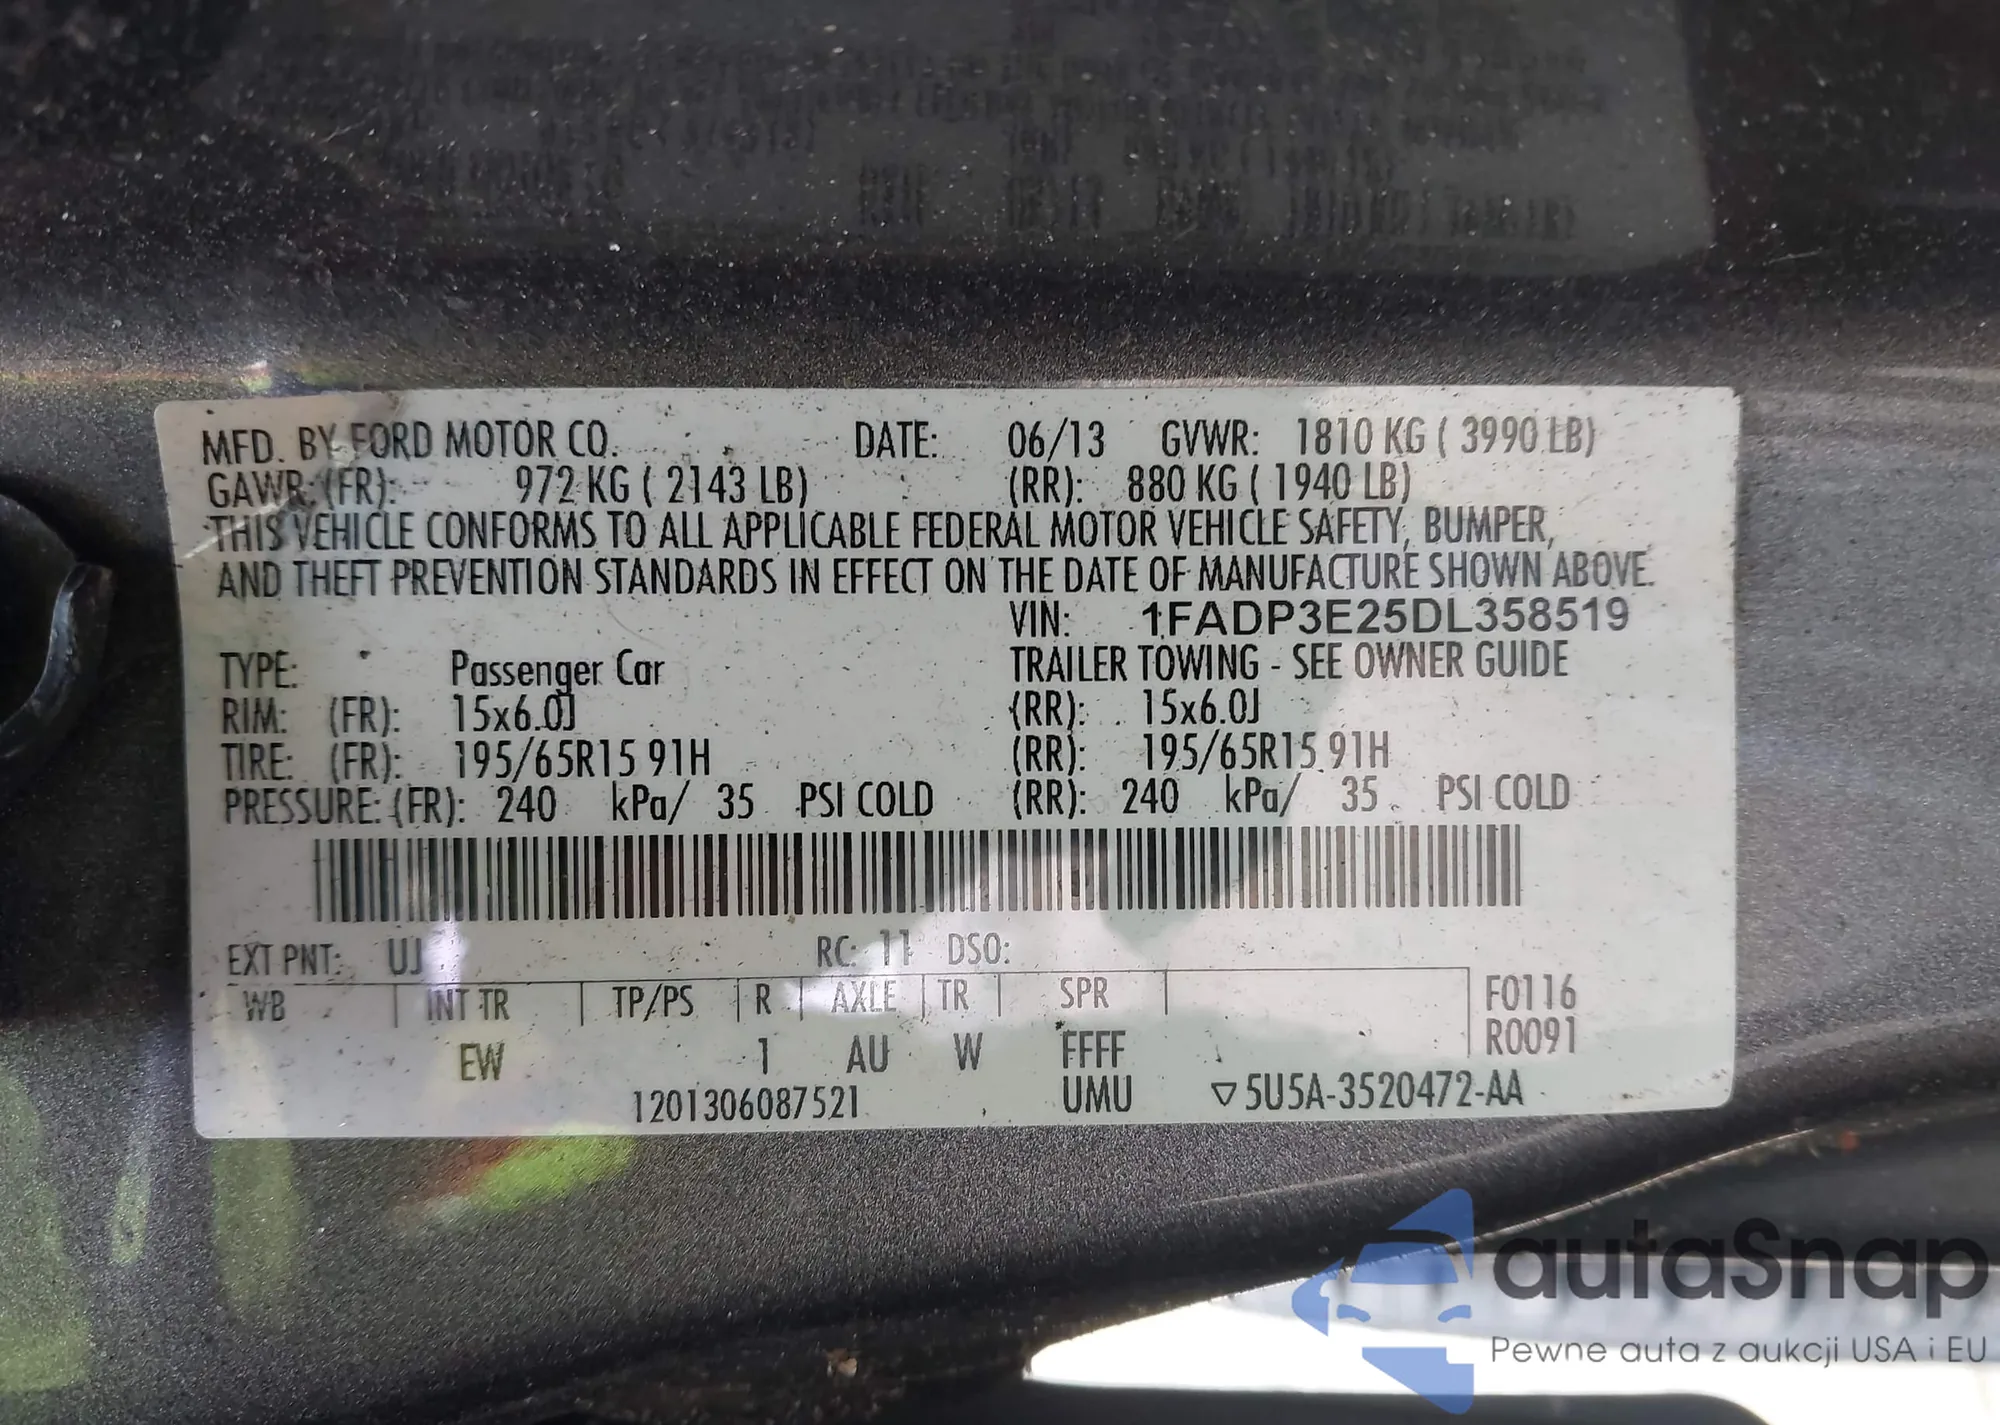 MFD. BY FORD MOTOR CO. DATE: 06/13 GVWR: 1810 KG ( 3990 LB)
GAWR: (FR): 972 KG ( 2143 LB) (RR): 880 KG ( 1940 LB)
THIS VEHICLE CONFORMS TO ALL APPLICABLE FEDERAL MOTOR VEHICLE SAFETY, BUMPER,
AND THEFT PREVENTION STANDARDS IN EFFECT ON THE DATE OF MANUFACTURE SHOWN ABOVE.
VIN: 1FADP3E25DL358519
TYPE: Passenger Car TRAILER TOWING - SEE OWNER GUIDE
RIM: (FR): 15x6.0J (RR): 15x6.0J
TIRE: (FR): 195/65R15 91H (RR): 195/65R15 91H
PRESSURE: (FR): 240 kPa/ 35 PSI COLD (RR): 240 kPa/ 35 PSI COLD
EXT PNT: UJ RC: 11 DSO:
WB INT TR TP/PS R AXLE TR SPR F0116
R0091
EW 1 AU W FFFF
1201306087521 UMU ▽5U5A-3520472-AA
autaSnap
Pewne auta z aukcji USA i EU